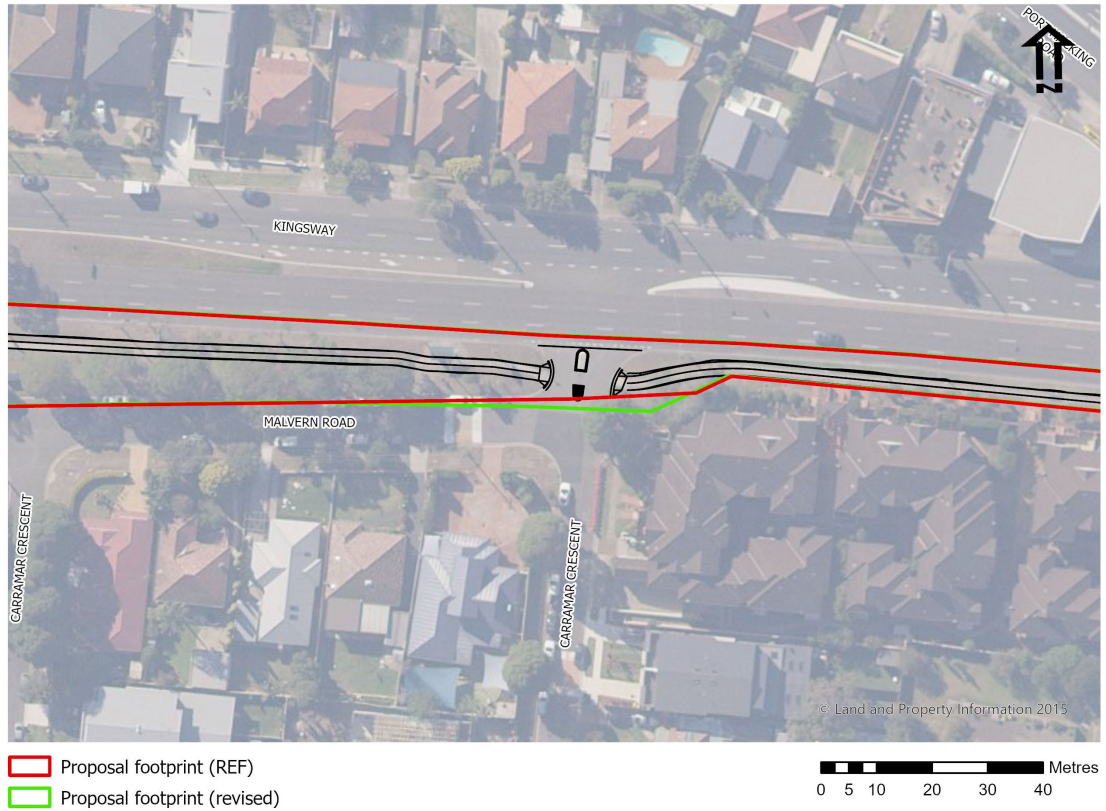 PORT HACKING
ROAD
N
KINGSWAY
MALVERN ROAD
CARRAMAR CRESCENT
CARRAMAR CRESCENT
© Land and Property Information 2015
Proposal footprint (REF)
Proposal footprint (revised)
Metres
0 5 10 20 30 40